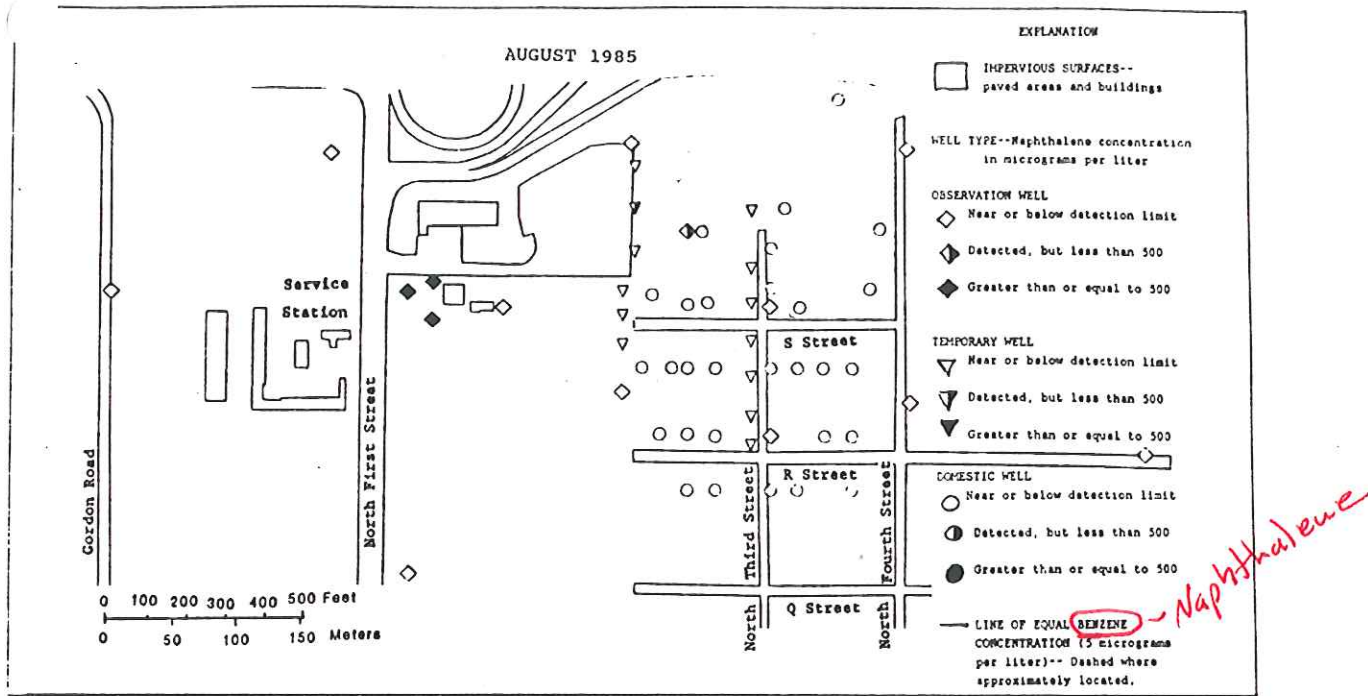 AUGUST 1985
Service
Station
Gordon Road
North First Street
S Street
R Street
Q Street
North Third Street
North Fourth Street
0 100 200 300 400 500 Feet
0 50 100 150 Meters
EXPLANATION
IMPERVIOUS SURFACES--
paved areas and buildings
WELL TYPE--Naphthalene concentration
in micrograms per liter
OBSERVATION WELL
Near or below detection limit
Detected, but less than 500
Greater than or equal to 500
TEMPORARY WELL
Near or below detection limit
Detected, but less than 500
Greater than or equal to 500
DOMESTIC WELL
Near or below detection limit
Detected, but less than 500
Greater than or equal to 500
LINE OF EQUAL BENZENE
CONCENTRATION (5 micrograms
per liter)-- Dashed where
approximately located.
~ Naphthalene